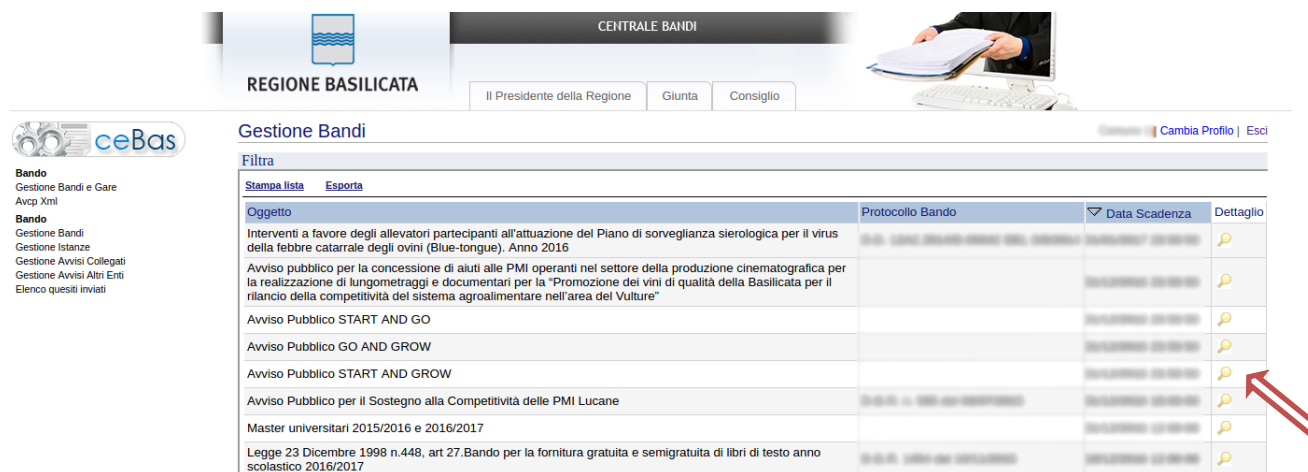 CENTRALE BANDI
REGIONE BASILICATA
Il Presidente della Regione
Giunta
Consiglio
ceBas
Gestione Bandi
Cambia Profilo | Esci
Bando
Gestione Bandi e Gare
Avcp Xml
Bando
Gestione Bandi
Gestione Istanze
Gestione Avvisi Collegati
Gestione Avvisi Altri Enti
Elenco quesiti inviati
Filtra
Stampa lista Esporta
Oggetto Protocollo Bando Data Scadenza Dettaglio
Interventi a favore degli allevatori partecipanti all'attuazione del Piano di sorveglianza sierologica per il virus
della febbre catarrale degli ovini (Blue-tongue). Anno 2016
Avviso pubblico per la concessione di aiuti alle PMI operanti nel settore della produzione cinematografica per
la realizzazione di lungometraggi e documentari per la “Promozione dei vini di qualità della Basilicata per il
rilancio della competitività del sistema agroalimentare nell'area del Vulture”
Avviso Pubblico START AND GO
Avviso Pubblico GO AND GROW
Avviso Pubblico START AND GROW
Avviso Pubblico per il Sostegno alla Competitività delle PMI Lucane
Master universitari 2015/2016 e 2016/2017
Legge 23 Dicembre 1998 n.448, art 27.Bando per la fornitura gratuita e semigratuita di libri di testo anno
scolastico 2016/2017